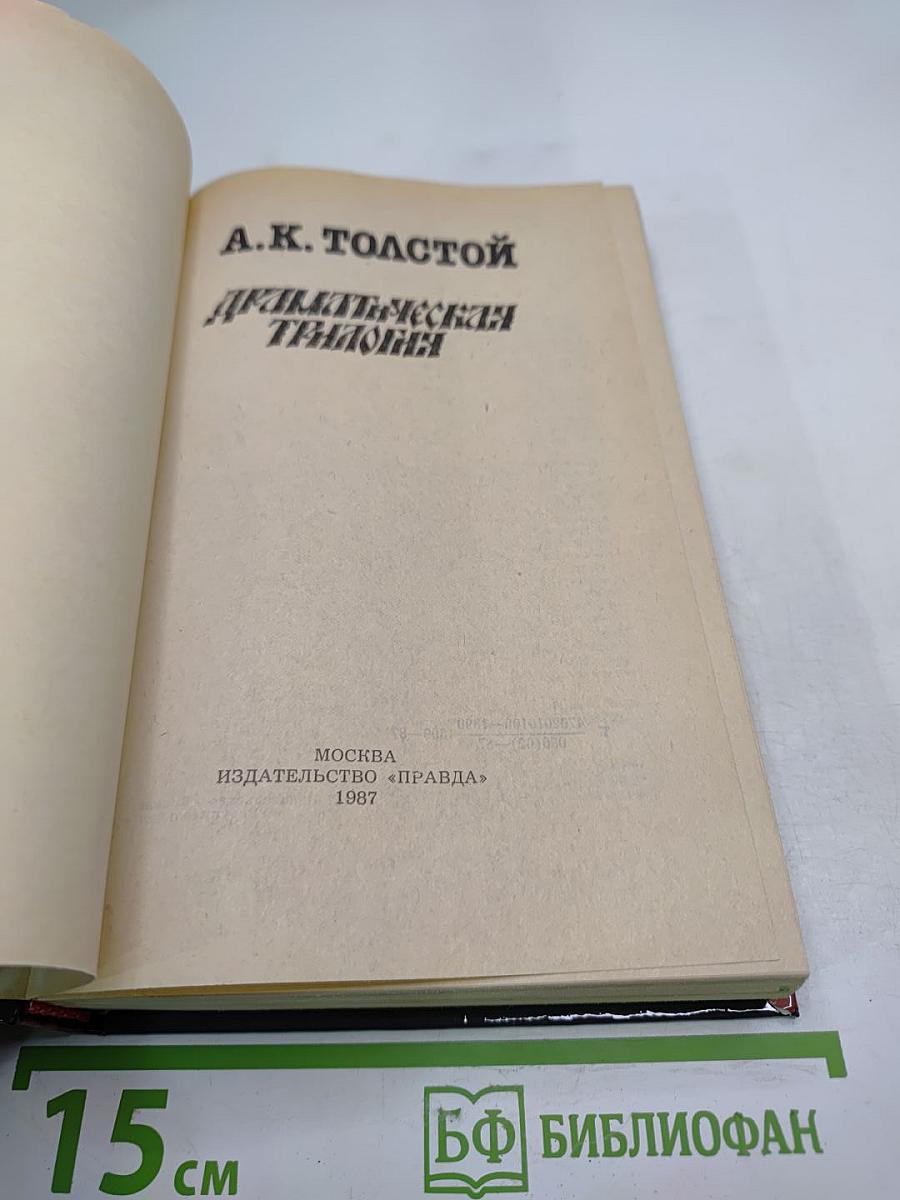 А.К. ТОЛСТОЙ
ДРАМАТИЧЕСКАЯ
ТРИЛОГИЯ
МОСКВА
ИЗДАТЕЛЬСТВО «ПРАВДА»
1987
15 см
БФ БИБЛИОФАН